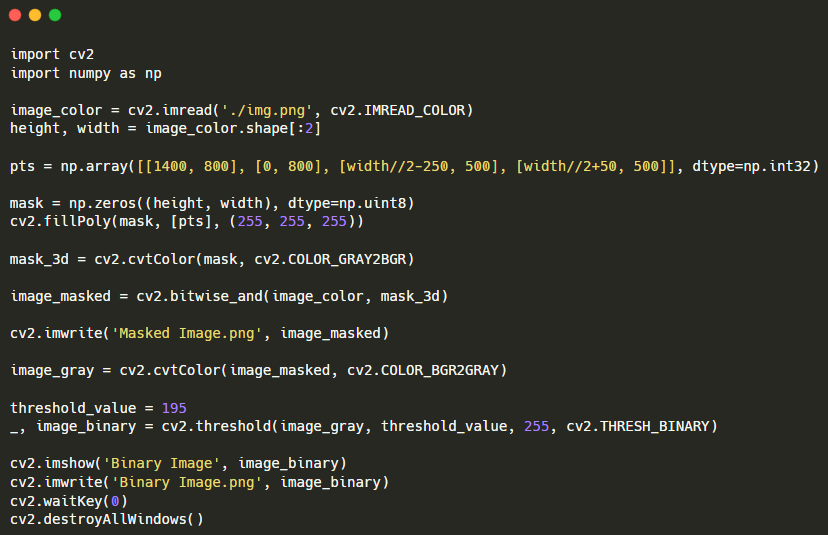 import cv2
import numpy as np
image_color = cv2.imread('./img.png', cv2.IMREAD_COLOR)
height, width = image_color.shape[:2]
pts = np.array([[1400, 800], [0, 800], [width//2-250, 500], [width//2+50, 500]], dtype=np.int32)
mask = np.zeros((height, width), dtype=np.uint8)
cv2.fillPoly(mask, [pts], (255, 255, 255))
mask_3d = cv2.cvtColor(mask, cv2.COLOR_GRAY2BGR)
image_masked = cv2.bitwise_and(image_color, mask_3d)
cv2.imwrite('Masked Image.png', image_masked)
image_gray = cv2.cvtColor(image_masked, cv2.COLOR_BGR2GRAY)
threshold_value = 195
_, image_binary = cv2.threshold(image_gray, threshold_value, 255, cv2.THRESH_BINARY)
cv2.imshow('Binary Image', image_binary)
cv2.imwrite('Binary Image.png', image_binary)
cv2.waitKey(0)
cv2.destroyAllWindows()